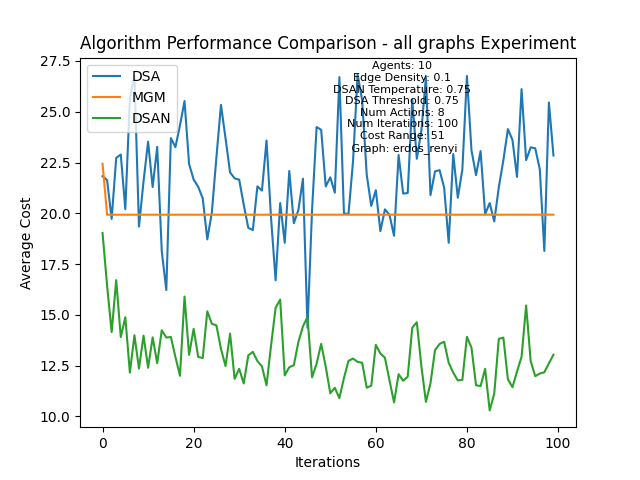 Algorithm Performance Comparison - all graphs Experiment
DSA
MGM
DSAN
Agents: 10
Edge Density: 0.1
DSAN Temperature: 0.75
DSA Threshold: 0.75
Num Actions: 8
Num Iterations: 100
Cost Range: 51
Graph: erdos_renyi
27.5
25.0
22.5
20.0
17.5
15.0
12.5
10.0
Average Cost
0 20 40 60 80 100
Iterations